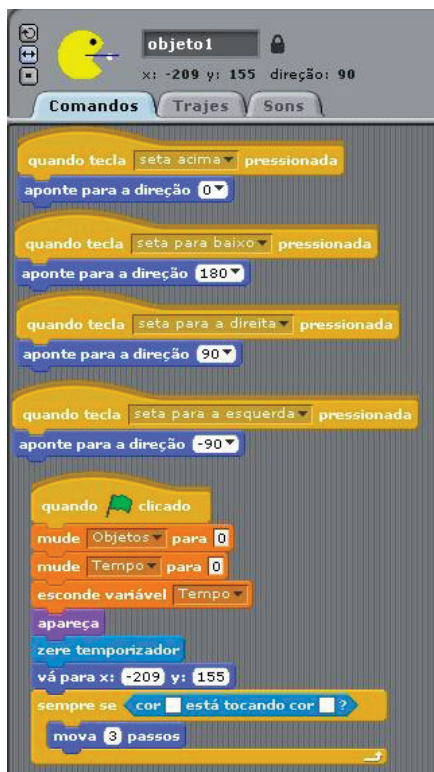 objeto1
x: -209 y: 155 direção: 90
Comandos Trajes Sons
quando tecla seta acima pressionada
aponte para a direção 0
quando tecla seta para baixo pressionada
aponte para a direção 180
quando tecla seta para a direita pressionada
aponte para a direção 90
quando tecla seta para a esquerda pressionada
aponte para a direção -90
quando clicado
mude Objetos para 0
mude Tempo para 0
esconde variável Tempo
apareça
zere temporizador
vá para x: -209 y: 155
sempre se cor está tocando cor ?
mova 3 passos